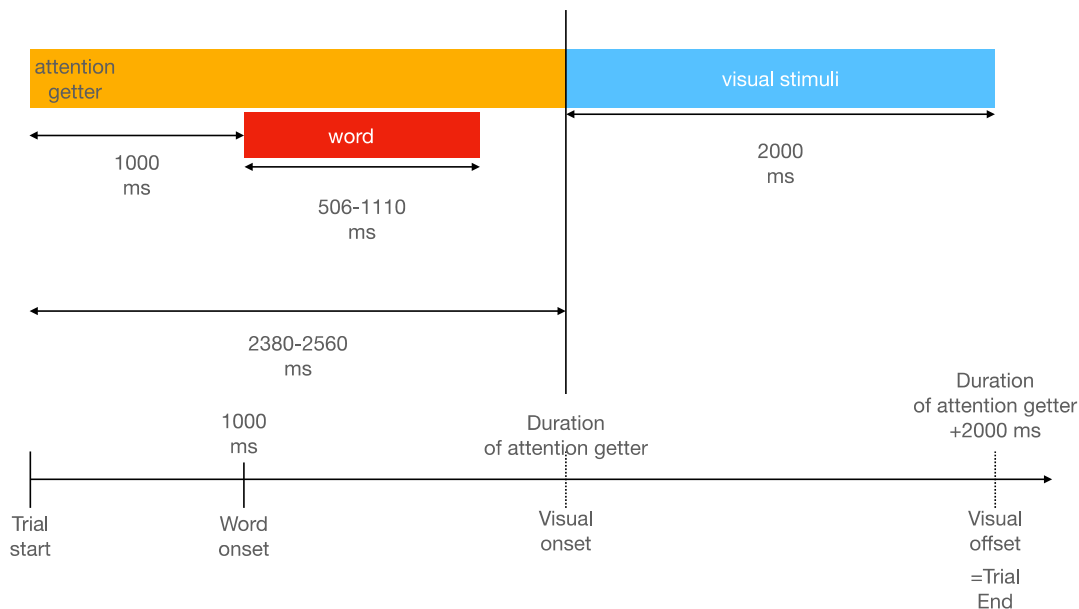 attention
getter
visual stimuli
word
1000
ms
2000
ms
506-1110
ms
2380-2560
ms
1000
ms
Duration
of attention getter
Duration
of attention getter
+2000 ms
Trial
start
Word
onset
Visual
onset
Visual
offset
=Trial
End